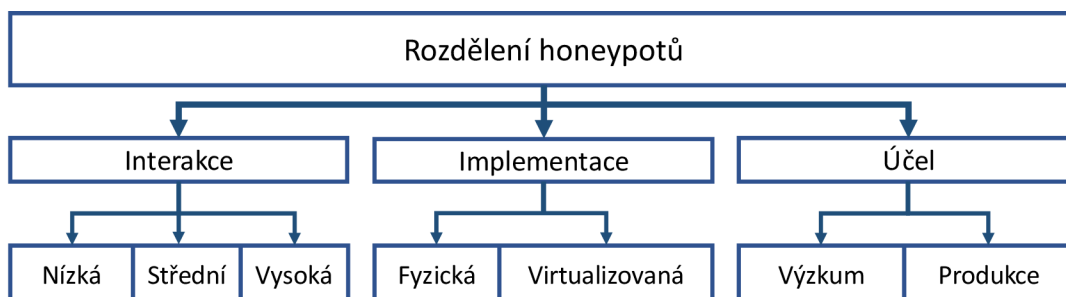 Rozdělení honeypotů
Interakce Implementace Účel
Nízká Střední Vysoká Fyzická Virtualizovaná Výzkum Produkce